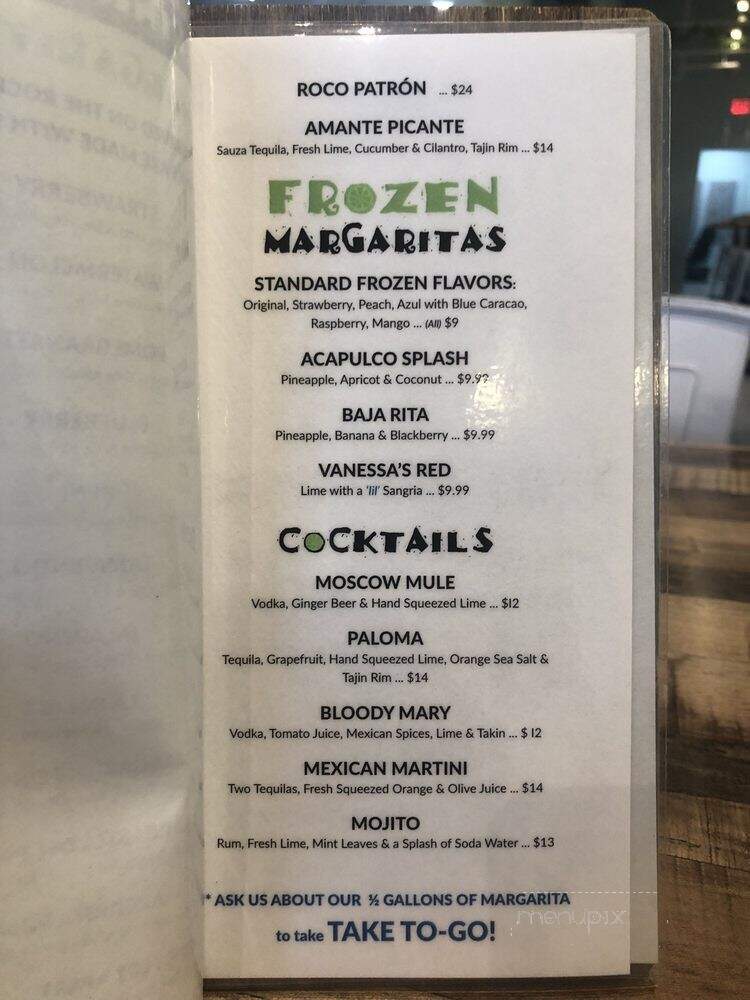 ROCO PATRÓN ... $24
AMANTE PICANTE
Sauza Tequila, Fresh Lime, Cucumber & Cilantro, Tajin Rim ... $14
FROZEN
MARGARITAS
STANDARD FROZEN FLAVORS:
Original, Strawberry, Peach, Azul with Blue Caracao,
Raspberry, Mango ... (All) $9
ACAPULCO SPLASH
Pineapple, Apricot & Coconut ... $9.99
BAJA RITA
Pineapple, Banana & Blackberry ... $9.99
VANESSA'S RED
Lime with a 'lil' Sangria ... $9.99
COCKTAILS
MOSCOW MULE
Vodka, Ginger Beer & Hand Squeezed Lime ... $12
PALOMA
Tequila, Grapefruit, Hand Squeezed Lime, Orange Sea Salt &
Tajin Rim ... $14
BLOODY MARY
Vodka, Tomato Juice, Mexican Spices, Lime & Takin ... $ 12
MEXICAN MARTINI
Two Tequilas, Fresh Squeezed Orange & Olive Juice ... $14
MOJITO
Rum, Fresh Lime, Mint Leaves & a Splash of Soda Water ... $13
* ASK US ABOUT OUR ½ GALLONS OF MARGARITA
to take TAKE TO-GO!
menupix